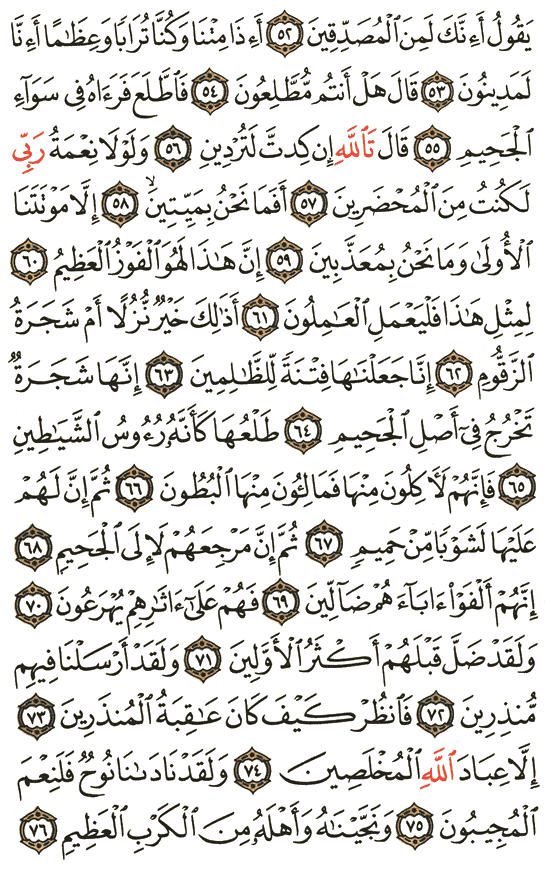 يَقُولُ أَءِنَّكَ لَمِنَ ٱلْمُصَدِّقِينَ ٥٢ أَءِذَا مِتْنَا وَكُنَّا تُرَابًا وَعِظَٰمًا أَءِنَّا
لَمَدِينُونَ ٥٣ قَالَ هَلْ أَنتُم مُّطَّلِعُونَ ٥٤ فَٱطَّلَعَ فَرَءَاهُ فِى سَوَآءِ
ٱلْجَحِيمِ ٥٥ قَالَ تَٱللَّهِ إِن كِدتَّ لَتُرْدِينِ ٥٦ وَلَوْلَا نِعْمَةُ رَبِّى
لَكُنتُ مِنَ ٱلْمُحْضَرِينَ ٥٧ أَفَمَا نَحْنُ بِمَيِّتِينَ ۙ ٥٨ إِلَّا مَوْتَتَنَا
ٱلْأُولَىٰ وَمَا نَحْنُ بِمُعَذَّبِينَ ٥٩ إِنَّ هَٰذَا لَهُوَ ٱلْفَوْزُ ٱلْعَظِيمُ ٦٠
لِمِثْلِ هَٰذَا فَلْيَعْمَلِ ٱلْعَٰمِلُونَ ٦١ أَذَٰلِكَ خَيْرٌ نُّزُلًا أَمْ شَجَرَةُ
ٱلزَّقُّومِ ٦٢ إِنَّا جَعَلْنَٰهَا فِتْنَةً لِّلظَّٰلِمِينَ ٦٣ إِنَّهَا شَجَرَةٌ
تَخْرُجُ فِىٓ أَصْلِ ٱلْجَحِيمِ ٦٤ طَلْعُهَا كَأَنَّهُۥ رُءُوسُ ٱلشَّيَٰطِينِ
٦٥ فَإِنَّهُمْ لَءَاكِلُونَ مِنْهَا فَمَالِـُٔونَ مِنْهَا ٱلْبُطُونَ ٦٦ ثُمَّ إِنَّ لَهُمْ
عَلَيْهَا لَشَوْبًا مِّنْ حَمِيمٍ ٦٧ ثُمَّ إِنَّ مَرْجِعَهُمْ لَإِلَى ٱلْجَحِيمِ ٦٨
إِنَّهُمْ أَلْفَوْا۟ ءَابَآءَهُمْ ضَآلِّينَ ٦٩ فَهُمْ عَلَىٰٓ ءَاثَٰرِهِمْ يُهْرَعُونَ ٧٠
وَلَقَدْ ضَلَّ قَبْلَهُمْ أَكْثَرُ ٱلْأَوَّلِينَ ٧١ وَلَقَدْ أَرْسَلْنَا فِيهِم
مُّنذِرِينَ ٧٢ فَٱنظُرْ كَيْفَ كَانَ عَٰقِبَةُ ٱلْمُنذَرِينَ ٧٣
إِلَّا عِبَادَ ٱللَّهِ ٱلْمُخْلَصِينَ ٧٤ وَلَقَدْ نَادَىٰنَا نُوحٌ فَلَنِعْمَ
ٱلْمُجِيبُونَ ٧٥ وَنَجَّيْنَٰهُ وَأَهْلَهُۥ مِنَ ٱلْكَرْبِ ٱلْعَظِيمِ ٧٦